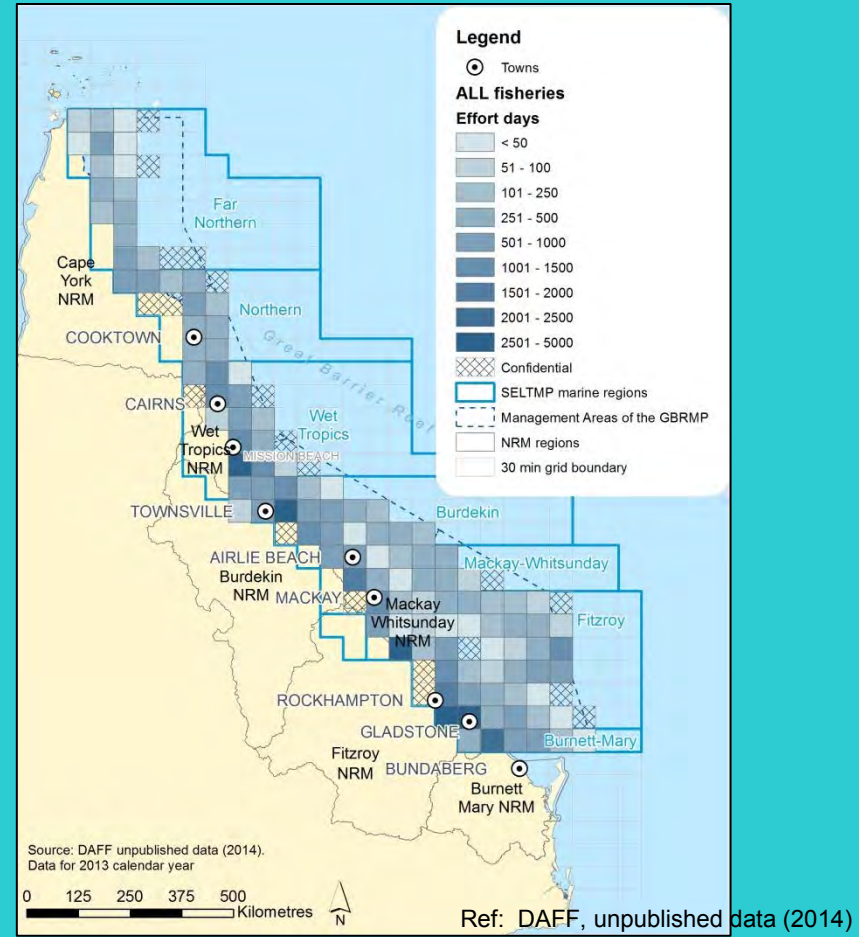 Legend
Towns
ALL fisheries
Effort days
< 50
51 - 100
101 - 250
251 - 500
501 - 1000
1001 - 1500
1501 - 2000
2001 - 2500
2501 - 5000
Confidential
SELTMP marine regions
Management Areas of the GBRMP
NRM regions
30 min grid boundary
Far
Northern
Cape
York
NRM
Northern
COOKTOWN
Great Barrier Reef
CAIRNS
Wet
Tropics
Wet
Tropics
NRM
MISSION BEACH
TOWNSVILLE
Burdekin
AIRLIE BEACH
Mackay-Whitsunday
Burdekin
NRM
MACKAY
Mackay
Whitsunday
NRM
Fitzroy
ROCKHAMPTON
GLADSTONE
Burnett-Mary
Fitzroy
NRM
BUNDABERG
Burnett
Mary NRM
Source: DAFF unpublished data (2014).
Data for 2013 calendar year
0 125 250 375 500
Kilometres
N
Ref: DAFF, unpublished data (2014)